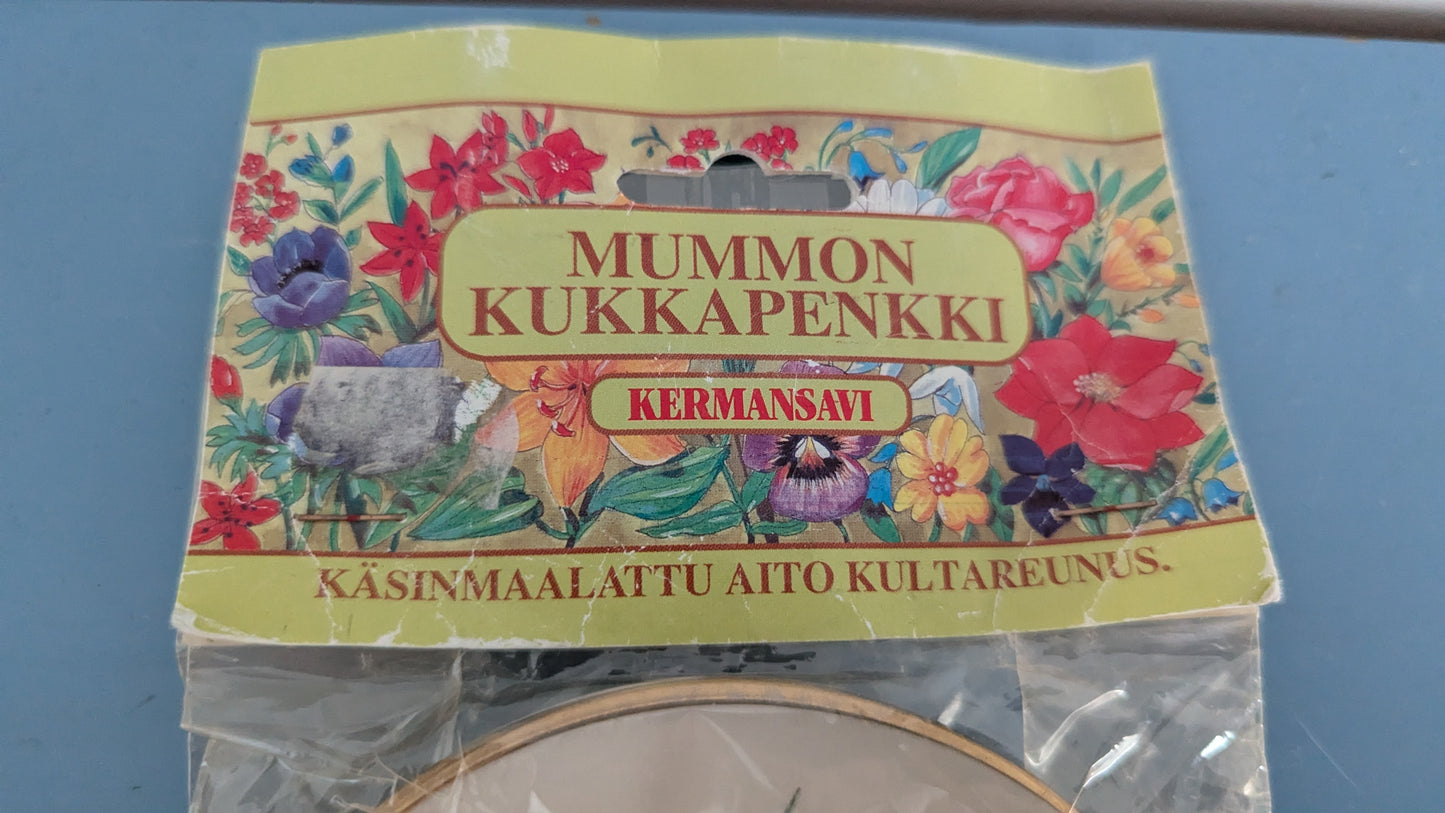 MUMMON
KUKKAPENKKI
KERMANSAVI
KÄSINMAALATTU AITO KULTAREUNUS.